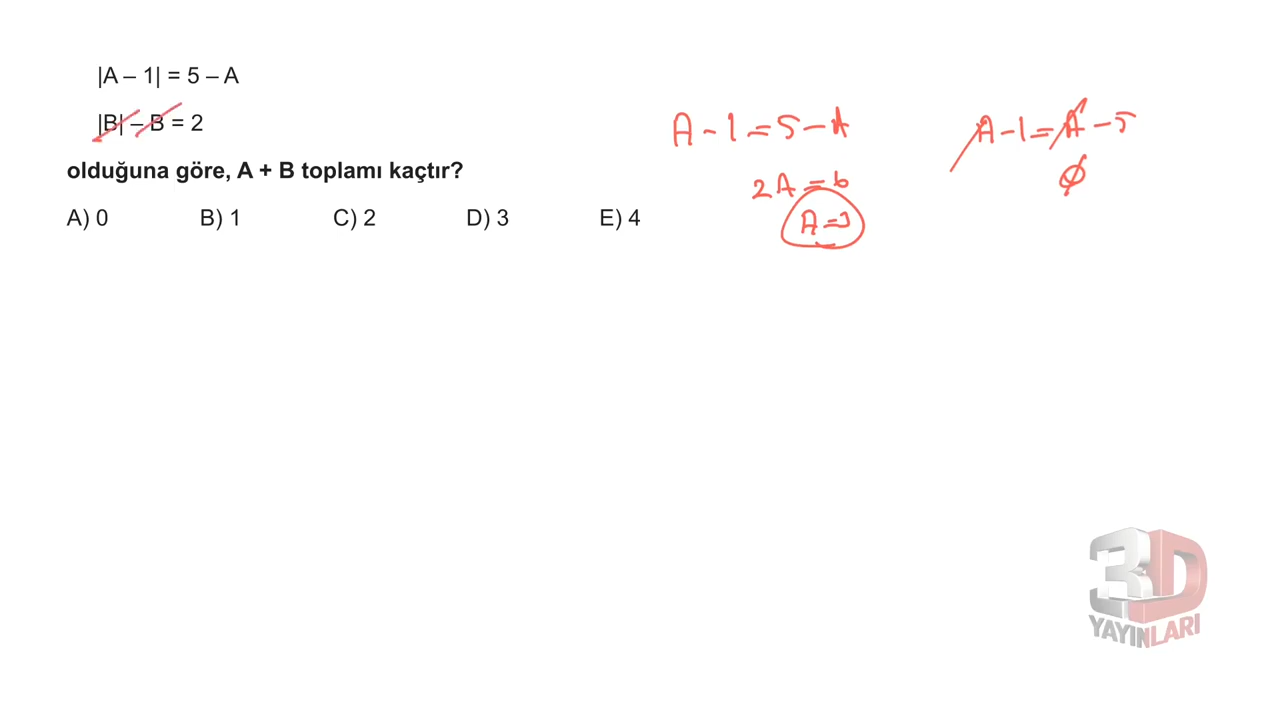 |A – 1| = 5 – A
|B| – B = 2
olduğuna göre, A + B toplamı kaçtır?
A) 0 B) 1 C) 2 D) 3 E) 4
A - 1 = 5 - A
2A = 6
A = 3
A - 1 = A - 5
∅
3D
YAYINLARI